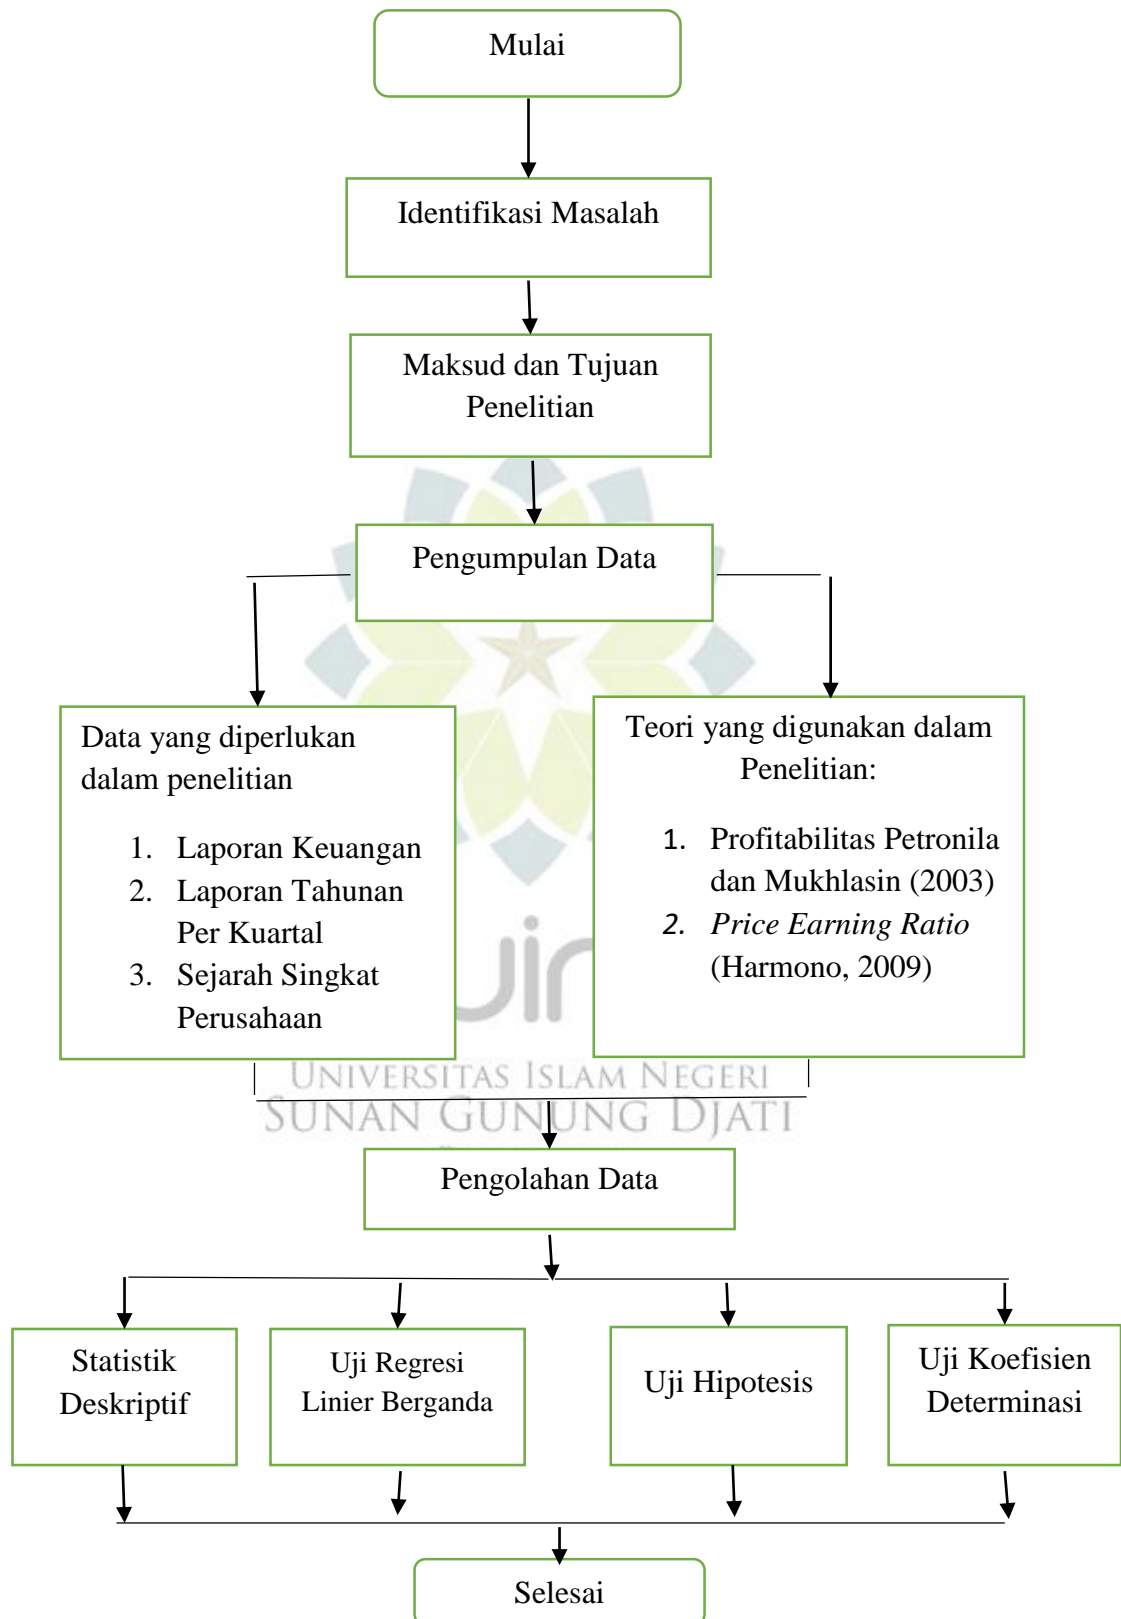 Mulai
Identifikasi Masalah
Maksud dan Tujuan
Penelitian
Pengumpulan Data
Data yang diperlukan
dalam penelitian
1. Laporan Keuangan
2. Laporan Tahunan
Per Kuartal
3. Sejarah Singkat
Perusahaan
Teori yang digunakan dalam
Penelitian:
1. Profitabilitas Petronila
dan Mukhlasin (2003)
2. Price Earning Ratio
(Harmono, 2009)
UNIVERSITAS ISLAM NEGERI
SUNAN GUNUNG DJATI
Pengolahan Data
Statistik
Deskriptif
Uji Regresi
Linier Berganda
Uji Hipotesis
Uji Koefisien
Determinasi
Selesai